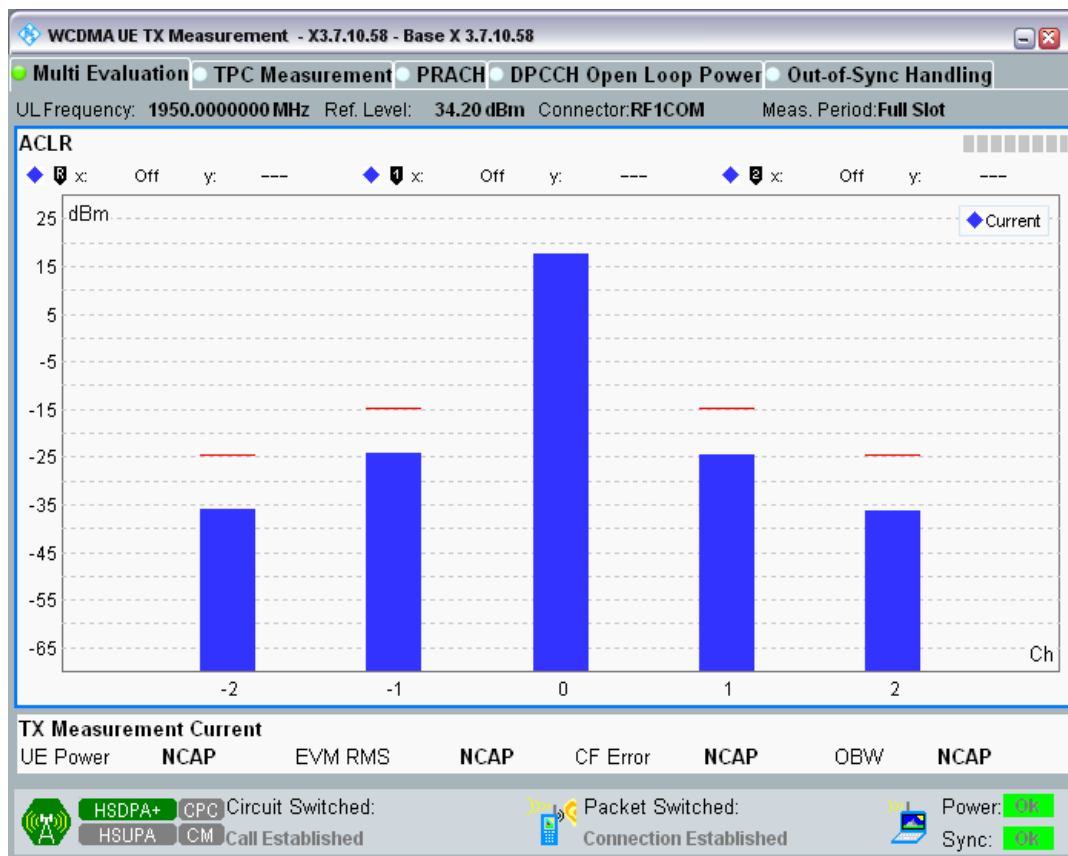 WCDMA UE TX Measurement - X3.7.10.58 - Base X 3.7.10.58
Multi Evaluation TPC Measurement PRACH DPCCH Open Loop Power Out-of-Sync Handling
UL Frequency: 1950.0000000 MHz Ref. Level: 34.20 dBm Connector:RF1COM Meas. Period:Full Slot
ACLR
R x: Off y: --- 1 x: Off y: --- 2 x: Off y: ---
dBm
Current
25
15
5
-5
-15
-25
-35
-45
-55
-65
Ch
-2 -1 0 1 2
TX Measurement Current
UE Power NCAP EVM RMS NCAP CF Error NCAP OBW NCAP
HSDPA+ CPC Circuit Switched: Packet Switched: Power: OK
HSUPA CM Call Established Connection Established Sync: OK